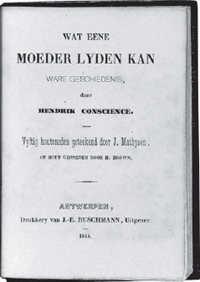 WAT EENE
MOEDER LYDEN KAN
WARE GESCHIEDENIS,
door
HENDRIK CONSCIENCE.
Vyftig houtsneden geteekend door J. Mathysen,
OP HOUT GESNEDEN DOOR H. BROWN.
ANTWERPEN,
Drukkery van J.-E. BUSCHMANN, Uitgever.
1844.